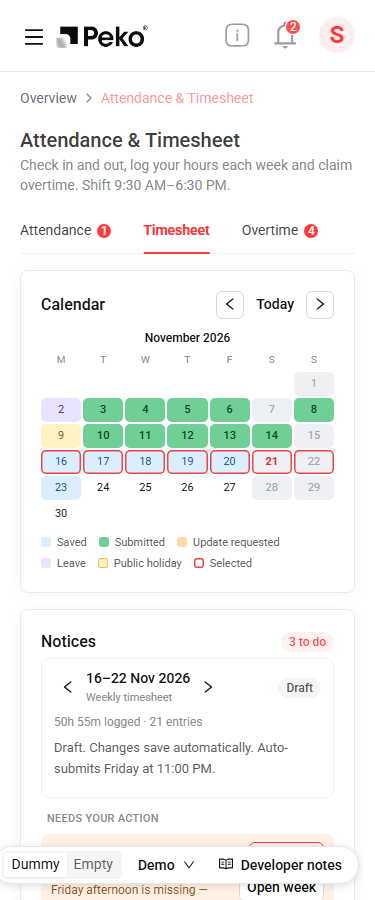 Peko®
2
S
Overview > Attendance & Timesheet
Attendance & Timesheet
Check in and out, log your hours each week and claim
overtime. Shift 9:30 AM–6:30 PM.
Attendance 1 Timesheet Overtime 4
Calendar < Today >
November 2026
M T W T F S S
1
2 3 4 5 6 7 8
9 10 11 12 13 14 15
16 17 18 19 20 21 22
23 24 25 26 27 28 29
30
Saved Submitted Update requested
Leave Public holiday Selected
Notices 3 to do
16–22 Nov 2026
Weekly timesheet
Draft
50h 55m logged · 21 entries
Draft. Changes save automatically. Auto-
submits Friday at 11:00 PM.
NEEDS YOUR ACTION
Dummy Empty Demo Developer notes
Friday afternoon is missing —
Open week